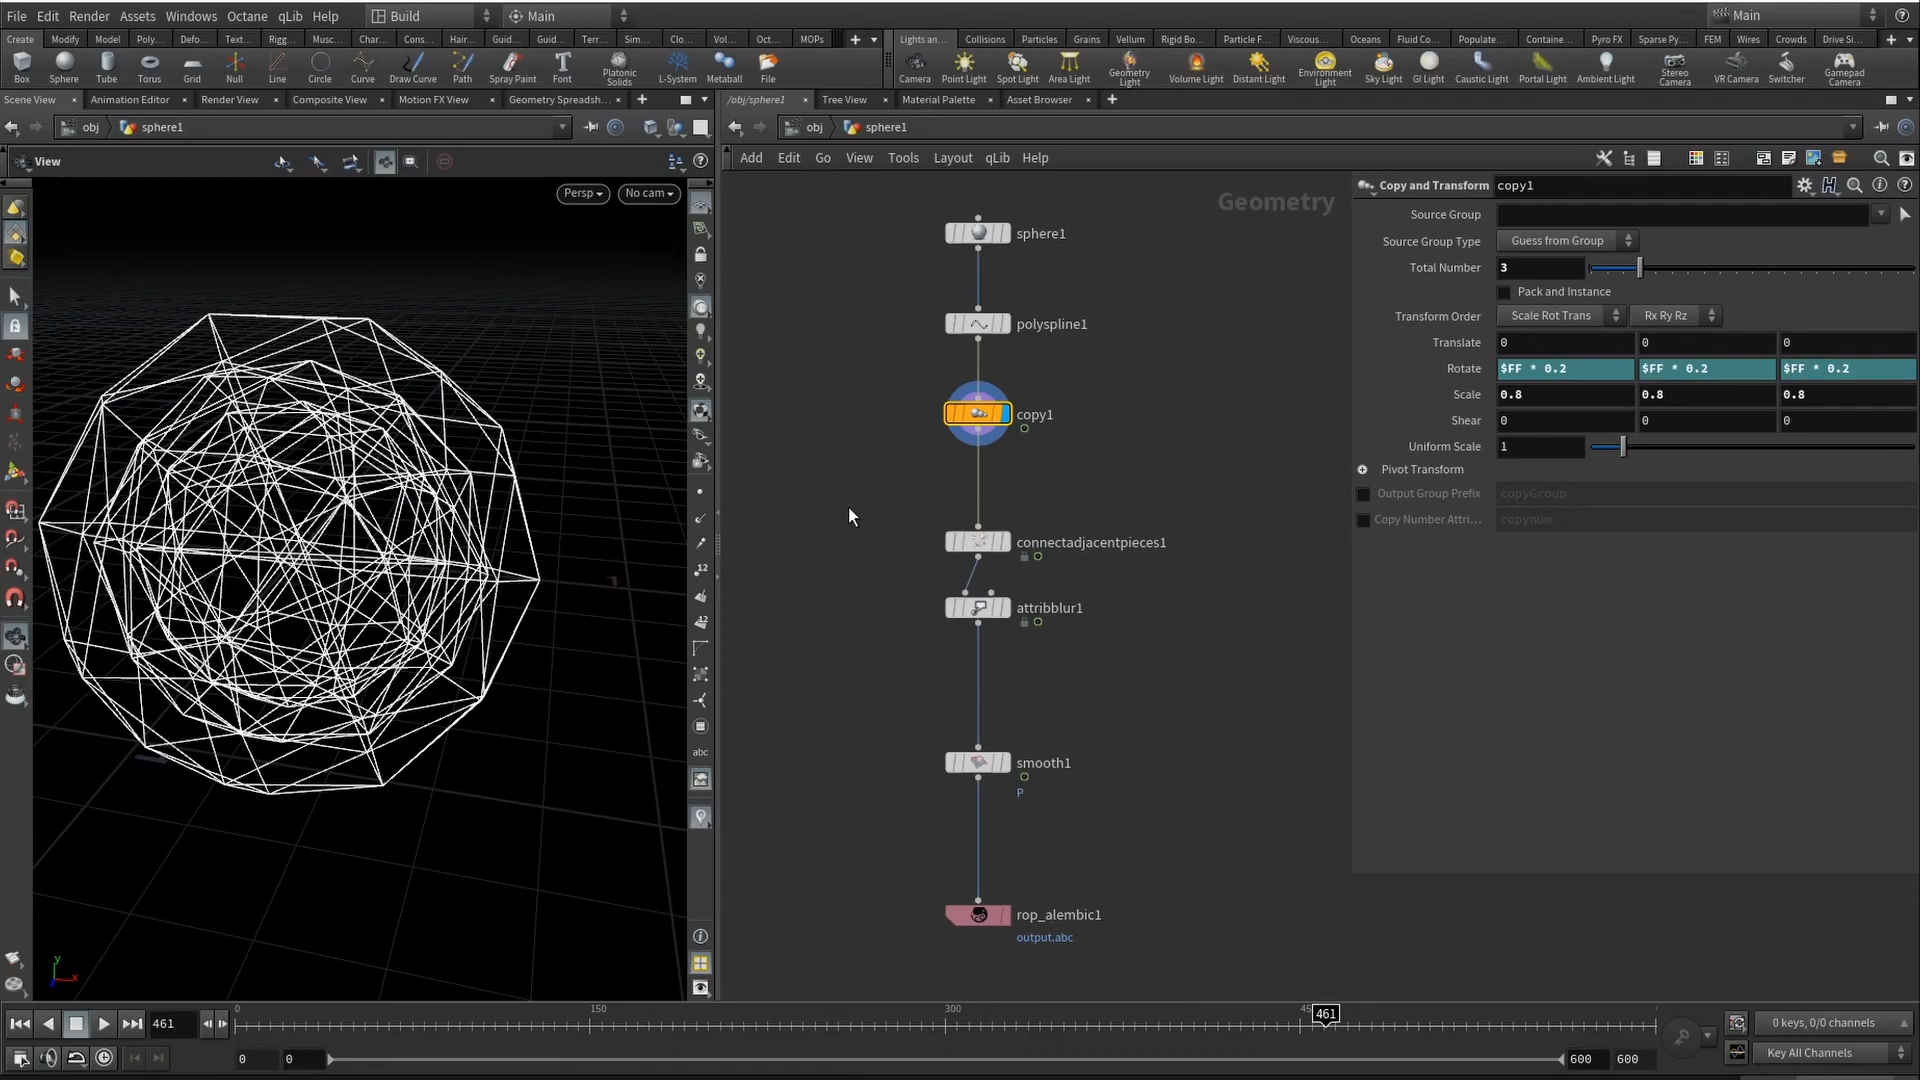 File Edit Render Assets Windows Octane qLib Help Build Main Main
Create Modify Model Poly... Defo... Text... Rigg... Musc... Char... Cons... Hair... Guid... Guid... Terr... Sim... Clo... Vol... Oct... MOPs
Lights an... Collisions Particles Grains Vellum Rigid Bo... Particle F... Viscous... Oceans Fluid Co... Populate... Containe... Pyro FX Sparse Py... FEM Wires Crowds Drive Si...
Box Sphere Tube Torus Grid Null Line Circle Curve Draw Curve Path Spray Paint Font Platonic Solids L-System Metaball File
Camera Point Light Spot Light Area Light Geometry Light Volume Light Distant Light Environment Light Sky Light GI Light Caustic Light Portal Light Ambient Light Stereo Camera VR Camera Switcher Gamepad Camera
Scene View Animation Editor Render View Composite View Motion FX View Geometry Spreadsh...
/obj/sphere1 Tree View Material Palette Asset Browser
obj sphere1
obj sphere1
View
Add Edit Go View Tools Layout qLib Help
Persp No cam
Geometry
sphere1
polyspline1
copy1
connectadjacentpieces1
attribblur1
smooth1
P
rop_alembic1
output.abc
Copy and Transform copy1
Source Group
Source Group Type Guess from Group
Total Number 3
Pack and Instance
Transform Order Scale Rot Trans Rx Ry Rz
Translate 0 0 0
Rotate $FF * 0.2 $FF * 0.2 $FF * 0.2
Scale 0.8 0.8 0.8
Shear 0 0 0
Uniform Scale 1
Pivot Transform
Output Group Prefix copyGroup
Copy Number Attri... copynum
12
12
abc
y
x
461
0 150 300 45 461
0 keys, 0/0 channels
0 0 600 600
Key All Channels